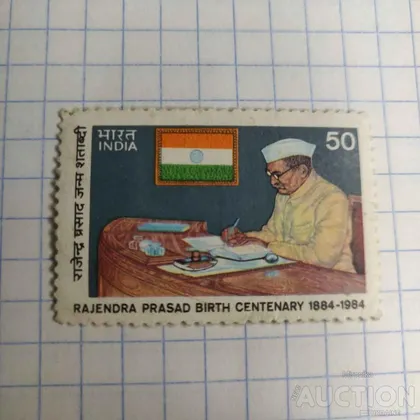 भारत
INDIA
50
राजेन्द्र प्रसाद जन्म शताब्दी
RAJENDRA PRASAD BIRTH CENTENARY 1884-1984
AUCTION